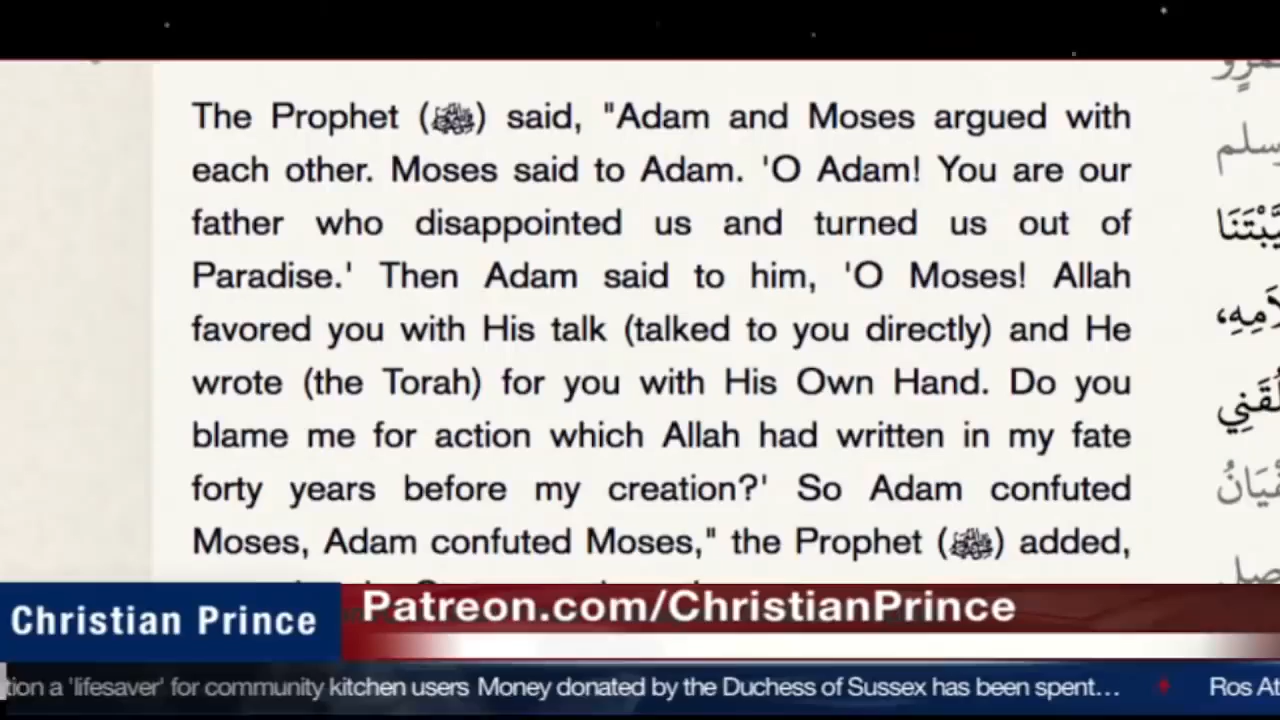 The Prophet (ﷺ) said, "Adam and Moses argued with
each other. Moses said to Adam. 'O Adam! You are our
father who disappointed us and turned us out of
Paradise.' Then Adam said to him, 'O Moses! Allah
favored you with His talk (talked to you directly) and He
wrote (the Torah) for you with His Own Hand. Do you
blame me for action which Allah had written in my fate
forty years before my creation?' So Adam confuted
Moses, Adam confuted Moses," the Prophet (ﷺ) added,
Christian Prince
Patreon.com/ChristianPrince
tion a 'lifesaver' for community kitchen users Money donated by the Duchess of Sussex has been spent... Ros At